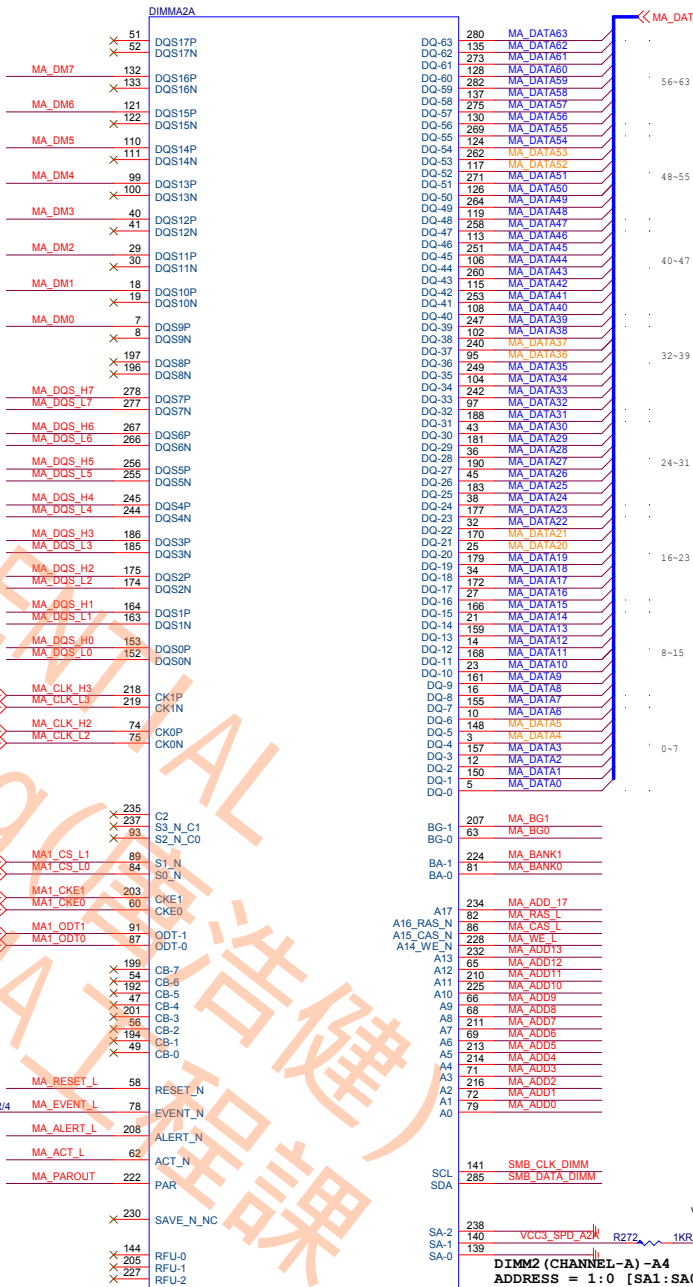 DIMMA2A
51 DQS17P
52 DQS17N
MA_DM7 132 DQS16P
133 DQS16N
MA_DM6 121 DQS15P
122 DQS15N
MA_DM5 110 DQS14P
111 DQS14N
MA_DM4 99 DQS13P
100 DQS13N
MA_DM3 40 DQS12P
41 DQS12N
MA_DM2 29 DQS11P
30 DQS11N
MA_DM1 18 DQS10P
19 DQS10N
MA_DM0 7 DQS9P
8 DQS9N
197 DQS8P
196 DQS8N
MA_DQS_H7 278 DQS7P
MA_DQS_L7 277 DQS7N
MA_DQS_H6 267 DQS6P
MA_DQS_L6 266 DQS6N
MA_DQS_H5 256 DQS5P
MA_DQS_L5 255 DQS5N
MA_DQS_H4 245 DQS4P
MA_DQS_L4 244 DQS4N
MA_DQS_H3 186 DQS3P
MA_DQS_L3 185 DQS3N
MA_DQS_H2 175 DQS2P
MA_DQS_L2 174 DQS2N
MA_DQS_H1 164 DQS1P
MA_DQS_L1 163 DQS1N
MA_DQS_H0 153 DQS0P
MA_DQS_L0 152 DQS0N
MA_CLK_H3 218 CK1P
MA_CLK_L3 219 CK1N
MA_CLK_H2 74 CK0P
MA_CLK_L2 75 CK0N
235 C2
237 S3_N_C1
93 S2_N_C0
MA1_CS_L1 89 S1_N
MA1_CS_L0 84 S0_N
MA1_CKE1 203 CKE1
MA1_CKE0 60 CKE0
MA1_ODT1 91 ODT-1
MA1_ODT0 87 ODT-0
199 CB-7
54 CB-6
192 CB-5
47 CB-4
201 CB-3
56 CB-2
194 CB-1
49 CB-0
MA_RESET_L 58 RESET_N
/4 MA_EVENT_L 78 EVENT_N
MA_ALERT_L 208 ALERT_N
MA_ACT_L 62 ACT_N
MA_PAROUT 222 PAR
230 SAVE_N_NC
144 RFU-0
205 RFU-1
227 RFU-2
MA_DAT
DQ-63 280 MA_DATA63
DQ-62 135 MA_DATA62
DQ-61 273 MA_DATA61
DQ-60 128 MA_DATA60
DQ-59 282 MA_DATA59
DQ-58 137 MA_DATA58
DQ-57 275 MA_DATA57
DQ-56 130 MA_DATA56
DQ-55 269 MA_DATA55
DQ-54 124 MA_DATA54
DQ-53 262 MA_DATA53
DQ-52 117 MA_DATA52
DQ-51 271 MA_DATA51
DQ-50 126 MA_DATA50
DQ-49 264 MA_DATA49
DQ-48 119 MA_DATA48
DQ-47 258 MA_DATA47
DQ-46 113 MA_DATA46
DQ-45 251 MA_DATA45
DQ-44 106 MA_DATA44
DQ-43 260 MA_DATA43
DQ-42 115 MA_DATA42
DQ-41 253 MA_DATA41
DQ-40 108 MA_DATA40
DQ-39 247 MA_DATA39
DQ-38 102 MA_DATA38
DQ-37 240 MA_DATA37
DQ-36 95 MA_DATA36
DQ-35 249 MA_DATA35
DQ-34 104 MA_DATA34
DQ-33 242 MA_DATA33
DQ-32 97 MA_DATA32
DQ-31 188 MA_DATA31
DQ-30 43 MA_DATA30
DQ-29 181 MA_DATA29
DQ-28 36 MA_DATA28
DQ-27 190 MA_DATA27
DQ-26 45 MA_DATA26
DQ-25 183 MA_DATA25
DQ-24 38 MA_DATA24
DQ-23 177 MA_DATA23
DQ-22 32 MA_DATA22
DQ-21 170 MA_DATA21
DQ-20 25 MA_DATA20
DQ-19 179 MA_DATA19
DQ-18 34 MA_DATA18
DQ-17 172 MA_DATA17
DQ-16 27 MA_DATA16
DQ-15 166 MA_DATA15
DQ-14 21 MA_DATA14
DQ-13 159 MA_DATA13
DQ-12 14 MA_DATA12
DQ-11 168 MA_DATA11
DQ-10 23 MA_DATA10
DQ-9 161 MA_DATA9
DQ-8 16 MA_DATA8
DQ-7 155 MA_DATA7
DQ-6 10 MA_DATA6
DQ-5 148 MA_DATA5
DQ-4 3 MA_DATA4
DQ-3 157 MA_DATA3
DQ-2 12 MA_DATA2
DQ-1 150 MA_DATA1
DQ-0 5 MA_DATA0
56~63
48~55
40~47
32~39
24~31
16~23
8~15
0~7
BG-1 207 MA_BG1
BG-0 63 MA_BG0
BA-1 224 MA_BANK1
BA-0 81 MA_BANK0
A17 234 MA_ADD_17
A16_RAS_N 82 MA_RAS_L
A15_CAS_N 86 MA_CAS_L
A14_WE_N 228 MA_WE_L
A13 232 MA_ADD13
A12 65 MA_ADD12
A11 210 MA_ADD11
A10 225 MA_ADD10
A9 66 MA_ADD9
A8 68 MA_ADD8
A7 211 MA_ADD7
A6 69 MA_ADD6
A5 213 MA_ADD5
A4 214 MA_ADD4
A3 71 MA_ADD3
A2 216 MA_ADD2
A1 72 MA_ADD1
A0 79 MA_ADD0
SCL 141 SMB_CLK_DIMM
SDA 285 SMB_DATA_DIMM
SA-2 238
SA-1 140 VCC3_SPD_A2A R272 1KR
SA-0 139
DIMM2(CHANNEL-A)-A4
ADDRESS = 1:0 [SA1:SA0
ENTIAL
g(唐浩健)
MA工程課